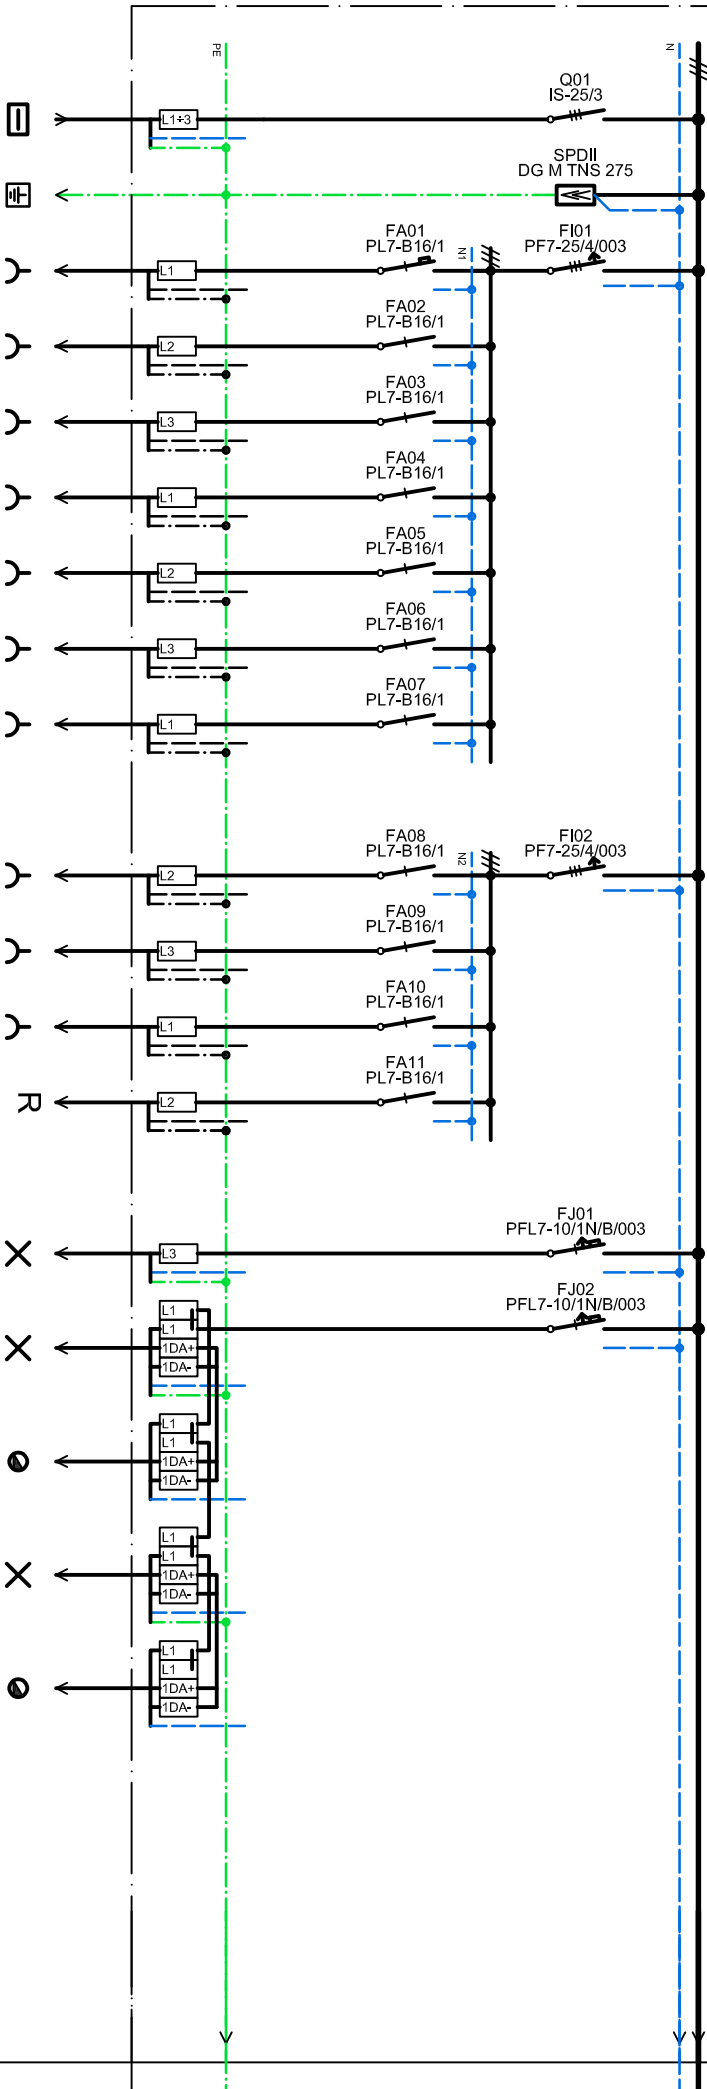 PE
N
Q01
IS-25/3
L1÷3
SPDII
DG M TNS 275
FA01
PL7-B16/1
N1
FI01
PF7-25/4/003
L1
FA02
PL7-B16/1
L2
FA03
PL7-B16/1
L3
FA04
PL7-B16/1
L1
FA05
PL7-B16/1
L2
FA06
PL7-B16/1
L3
FA07
PL7-B16/1
L1
FA08
PL7-B16/1
N2
FI02
PF7-25/4/003
L2
FA09
PL7-B16/1
L3
FA10
PL7-B16/1
L1
FA11
PL7-B16/1
R
L2
FJ01
PFL7-10/1N/B/003
L3
FJ02
PFL7-10/1N/B/003
L1
L1
1DA+
1DA-
L1
L1
1DA+
1DA-
L1
L1
1DA+
1DA-
L1
L1
1DA+
1DA-